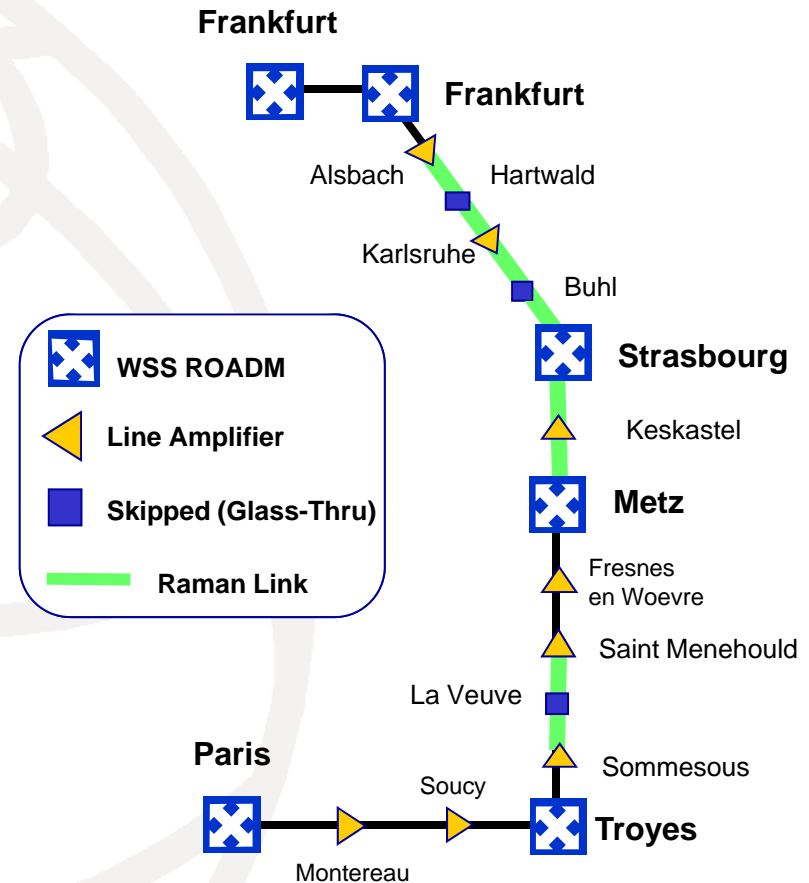 Frankfurt
Frankfurt
Alsbach
Hartwald
Karlsruhe
Buhl
WSS ROADM
Line Amplifier
Skipped (Glass-Thru)
Raman Link
Strasbourg
Keskastel
Metz
Fresnes
en Woevre
Saint Menehould
La Veuve
Sommesous
Paris
Soucy
Troyes
Montereau